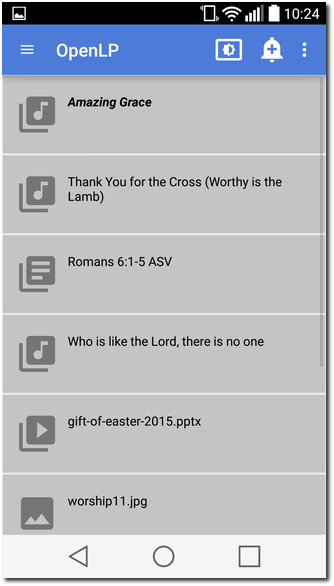 10:24
OpenLP
Amazing Grace
Thank You for the Cross (Worthy is the
Lamb)
Romans 6:1-5 ASV
Who is like the Lord, there is no one
gift-of-easter-2015.pptx
worship11.jpg